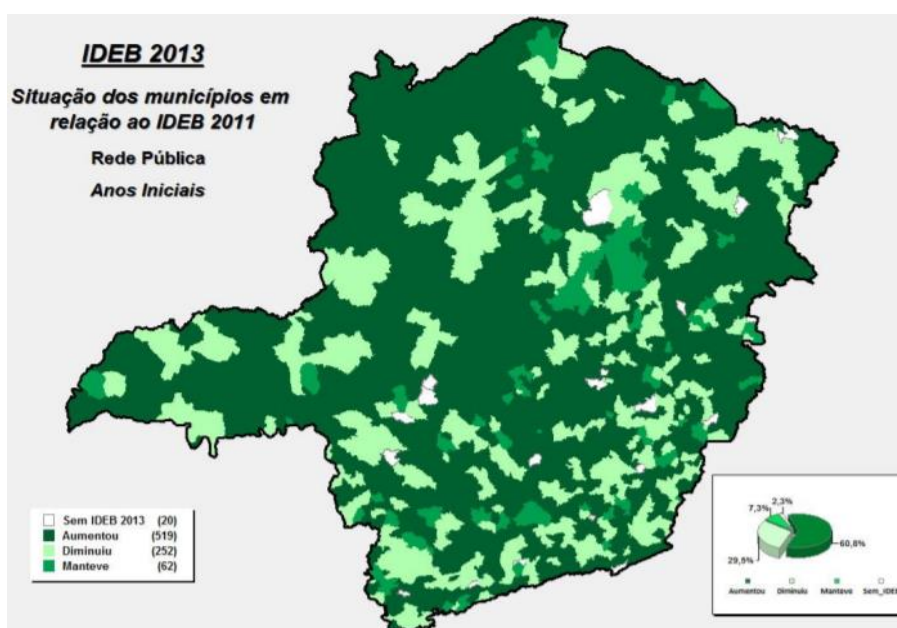 IDEB 2013
Situação dos municípios em
relação ao IDEB 2011
Rede Pública
Anos Iniciais
Sem IDEB 2013 (20)
Aumentou (519)
Diminuiu (252)
Manteve (62)
2,3%
7,3%
60,8%
29,5%
Aumentou Diminuiu Manteve Sem_IDEB